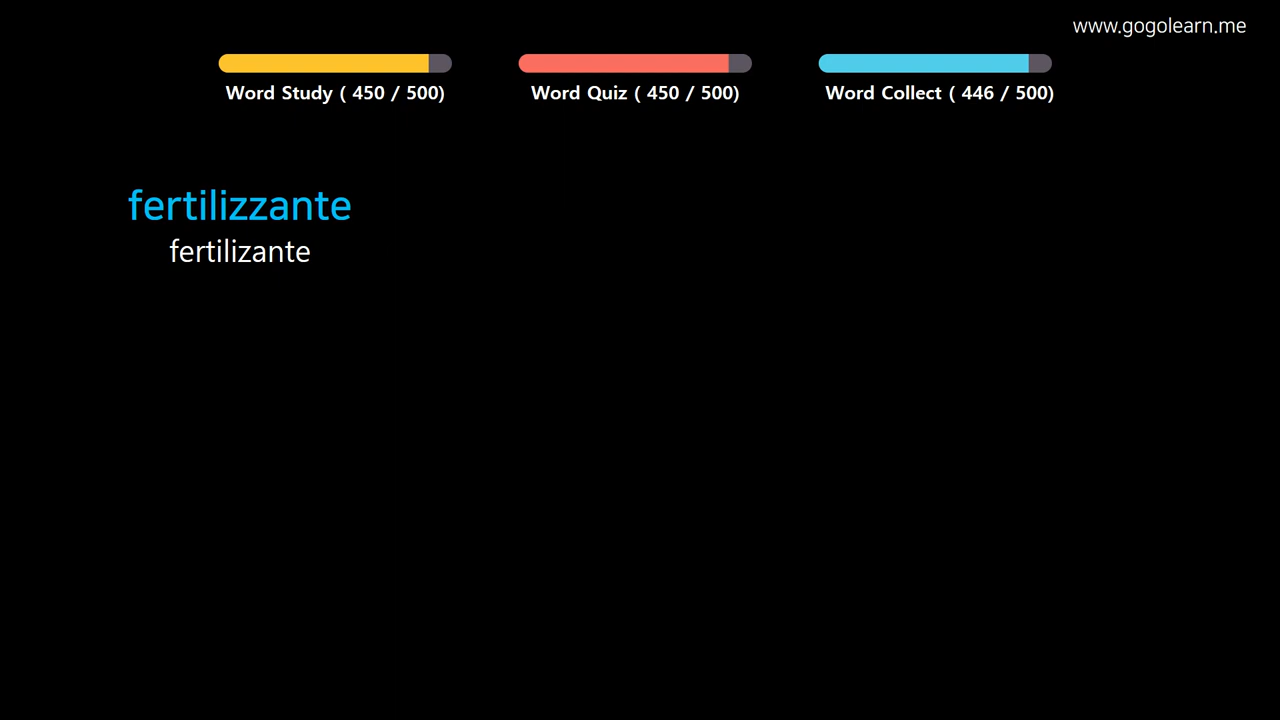 www.gogolearn.me
Word Study ( 450 / 500)
Word Quiz ( 450 / 500)
Word Collect ( 446 / 500)
fertilizzante
fertilizante